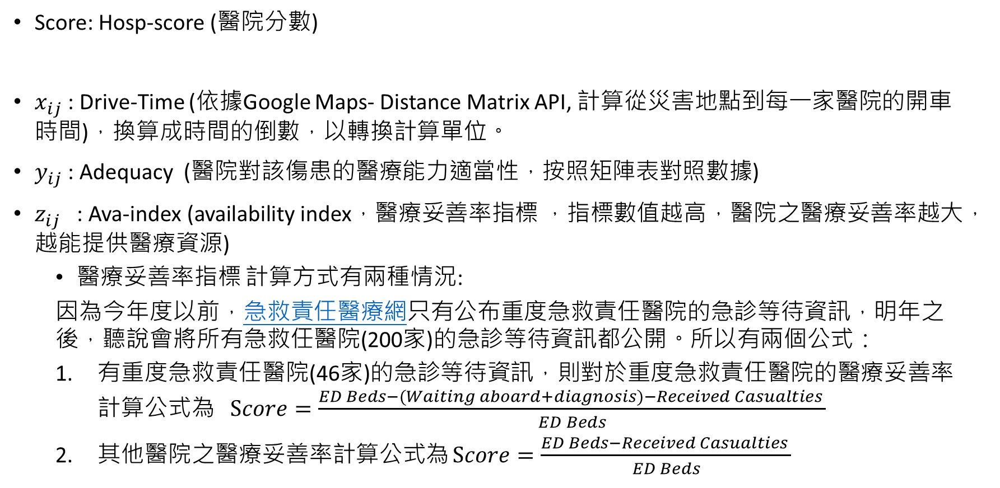 • Score: Hosp-score (醫院分數)
• x_ij : Drive-Time (依據Google Maps- Distance Matrix API, 計算從災害地點到每一家醫院的開車
時間)，換算成時間的倒數，以轉換計算單位。
• y_ij : Adequacy (醫院對該傷患的醫療能力適當性，按照矩陣表對照數據)
• z_ij : Ava-index (availability index，醫療妥善率指標 ，指標數值越高，醫院之醫療妥善率越大，
越能提供醫療資源)
• 醫療妥善率指標 計算方式有兩種情況:
因為今年度以前，急救責任醫療網只有公布重度急救責任醫院的急診等待資訊，明年之
後，聽說會將所有急救任醫院(200家)的急診等待資訊都公開。所以有兩個公式：
1. 有重度急救責任醫院(46家)的急診等待資訊，則對於重度急救責任醫院的醫療妥善率
計算公式為 Score = (ED Beds−(Waiting aboard+diagnosis)−Received Casualties) / (ED Beds)
2. 其他醫院之醫療妥善率計算公式為 Score = (ED Beds−Received Casualties) / (ED Beds)